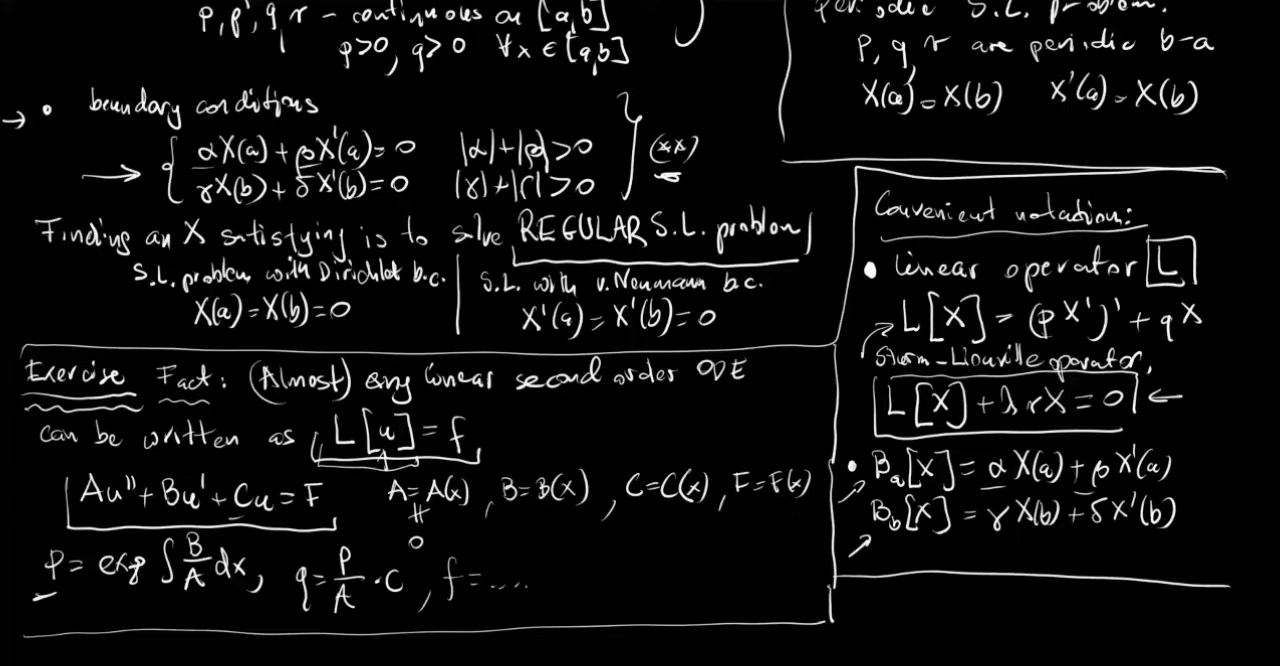 p, p', q, r - continuous on [a,b]
p>0, q>0 ∀x ∈ [a,b]
→ • boundary conditions
→ { αX(a) + βX'(a) = 0 |α|+|β|>0
γX(b) + δX'(b) = 0 |γ|+|δ|>0 } (**)
Finding an X satisfying is to solve REGULAR S.L. problem
S.L. problem with Dirichlet b.c.
X(a) = X(b) = 0
S.L. with v. Neumann b.c.
X'(a) = X'(b) = 0
Exercise Fact: (Almost) any linear second order ODE
can be written as L[u] = f
Au'' + Bu' + Cu = F A = A(x), B = B(x), C = C(x), F = F(x)
≠
0
p = exp ∫ B/A dx, q = p/A · C, f = .....
periodic S.L. problem.
p, q, r are periodic b-a
X(a) = X(b) X'(a) = X(b)
Convenient notation:
• linear operator L
L[X] = (pX')' + qX
Sturm-Liouville operator,
L[X] + λrX = 0 ←
• B_a[X] = αX(a) + βX'(a)
B_b[X] = γX(b) + δX'(b)